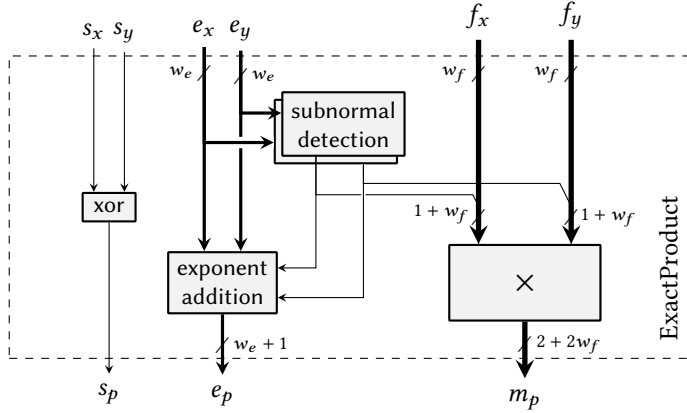 s_x s_y e_x e_y f_x f_y
w_e w_e w_f w_f
subnormal
detection
xor
1 + w_f 1 + w_f
exponent
addition
×
ExactProduct
w_e + 1 2 + 2w_f
s_p e_p m_p